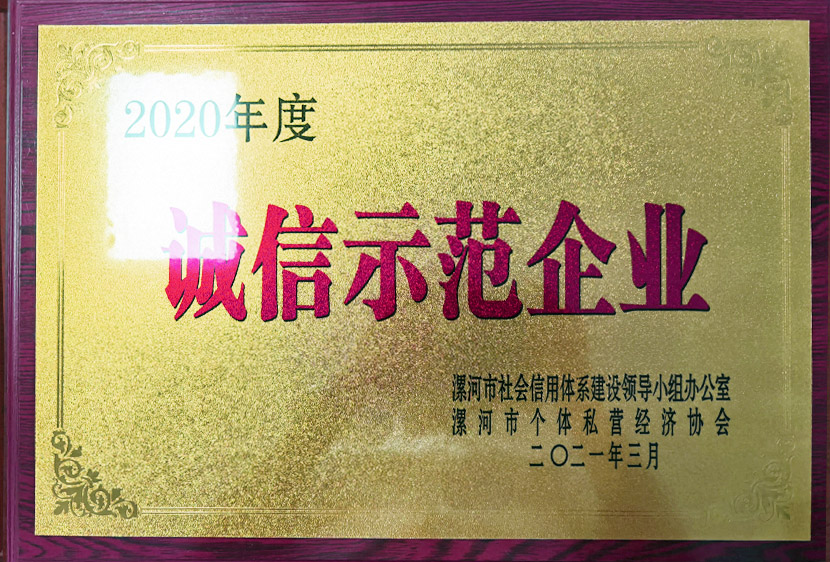 2020年度
诚信示范企业
漯河市社会信用体系建设领导小组办公室
漯河市个体私营经济协会
二〇二一年三月